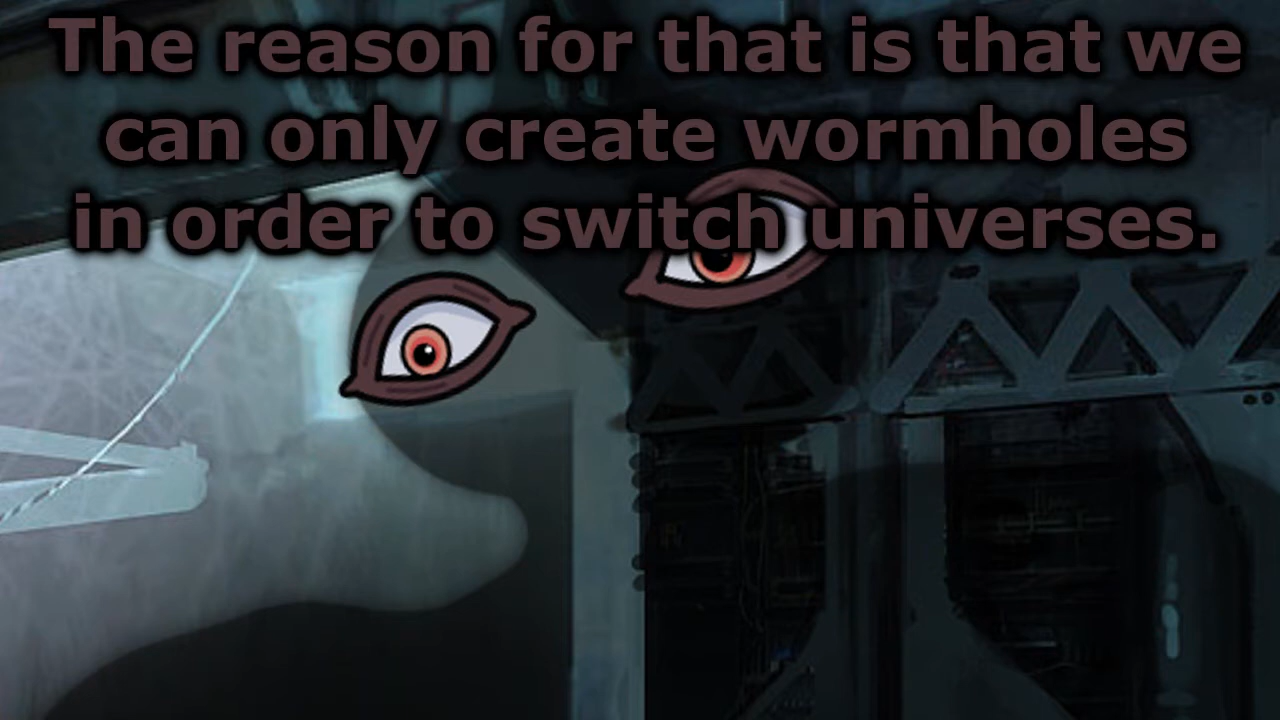 The reason for that is that we
can only create wormholes
in order to switch universes.